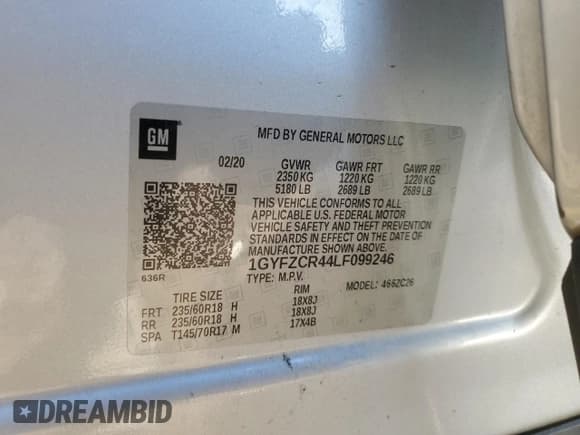 GM
MFD BY GENERAL MOTORS LLC
02/20 GVWR GAWR FRT GAWR RR
2350 KG 1220 KG 1220 KG
5180 LB 2689 LB 2689 LB
THIS VEHICLE CONFORMS TO ALL
APPLICABLE U.S. FEDERAL MOTOR
VEHICLE SAFETY AND THEFT PREVENTION
STANDARDS IN EFFECT ON THE DATE OF
MANUFACTURE SHOWN ABOVE.
1GYFZCR44LF099246
636R
TYPE: M.P.V. MODEL: 466ZC26
TIRE SIZE RIM
FRT 235/60R18 H 18X8J
RR 235/60R18 H 18X8J
SPA T145/70R17 M 17X4B
DREAMBID